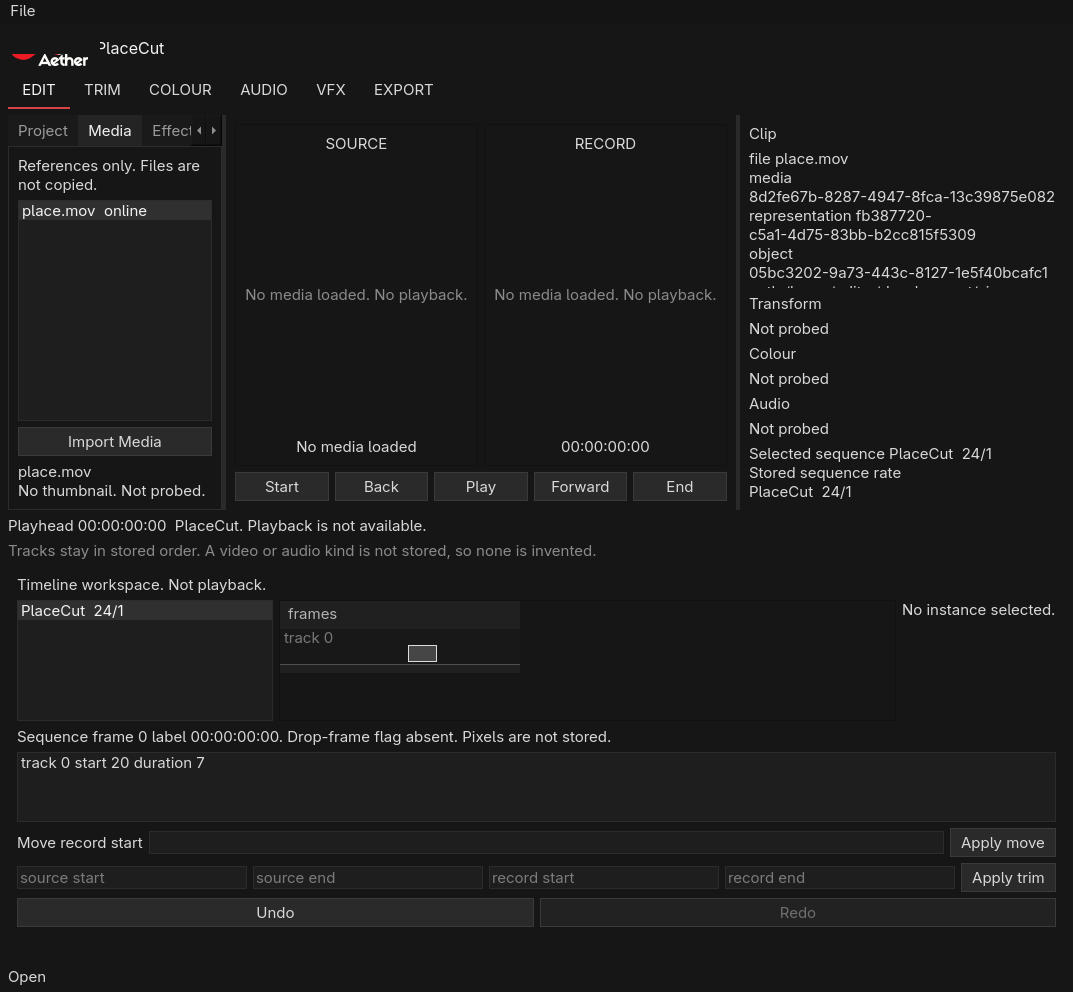 File
Aether
PlaceCut
EDIT TRIM COLOUR AUDIO VFX EXPORT
Project Media Effect
References only. Files are
not copied.
place.mov online
Import Media
place.mov
No thumbnail. Not probed.
SOURCE
No media loaded. No playback.
No media loaded
RECORD
No media loaded. No playback.
00:00:00:00
Start Back Play Forward End
Clip
file place.mov
media
8d2fe67b-8287-4947-8fca-13c39875e082
representation fb387720-
c5a1-4d75-83bb-b2cc815f5309
object
05bc3202-9a73-443c-8127-1e5f40bcafc1
Transform
Not probed
Colour
Not probed
Audio
Not probed
Selected sequence PlaceCut 24/1
Stored sequence rate
PlaceCut 24/1
Playhead 00:00:00:00 PlaceCut. Playback is not available.
Tracks stay in stored order. A video or audio kind is not stored, so none is invented.
Timeline workspace. Not playback.
PlaceCut 24/1
frames
track 0
No instance selected.
Sequence frame 0 label 00:00:00:00. Drop-frame flag absent. Pixels are not stored.
track 0 start 20 duration 7
Move record start
Apply move
source start source end record start record end Apply trim
Undo Redo
Open